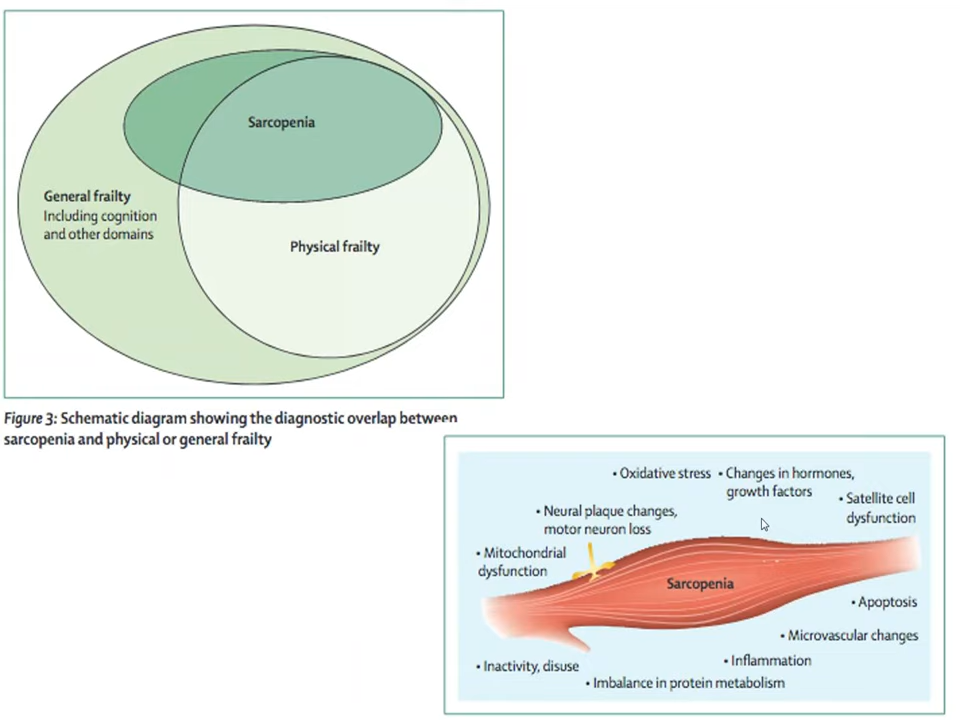 Sarcopenia
General frailty
Including cognition
and other domains
Physical frailty
Figure 3: Schematic diagram showing the diagnostic overlap between
sarcopenia and physical or general frailty
• Oxidative stress • Changes in hormones,
growth factors
• Satellite cell
dysfunction
• Neural plaque changes,
motor neuron loss
• Mitochondrial
dysfunction
Sarcopenia
• Apoptosis
• Microvascular changes
• Inflammation
• Inactivity, disuse
• Imbalance in protein metabolism